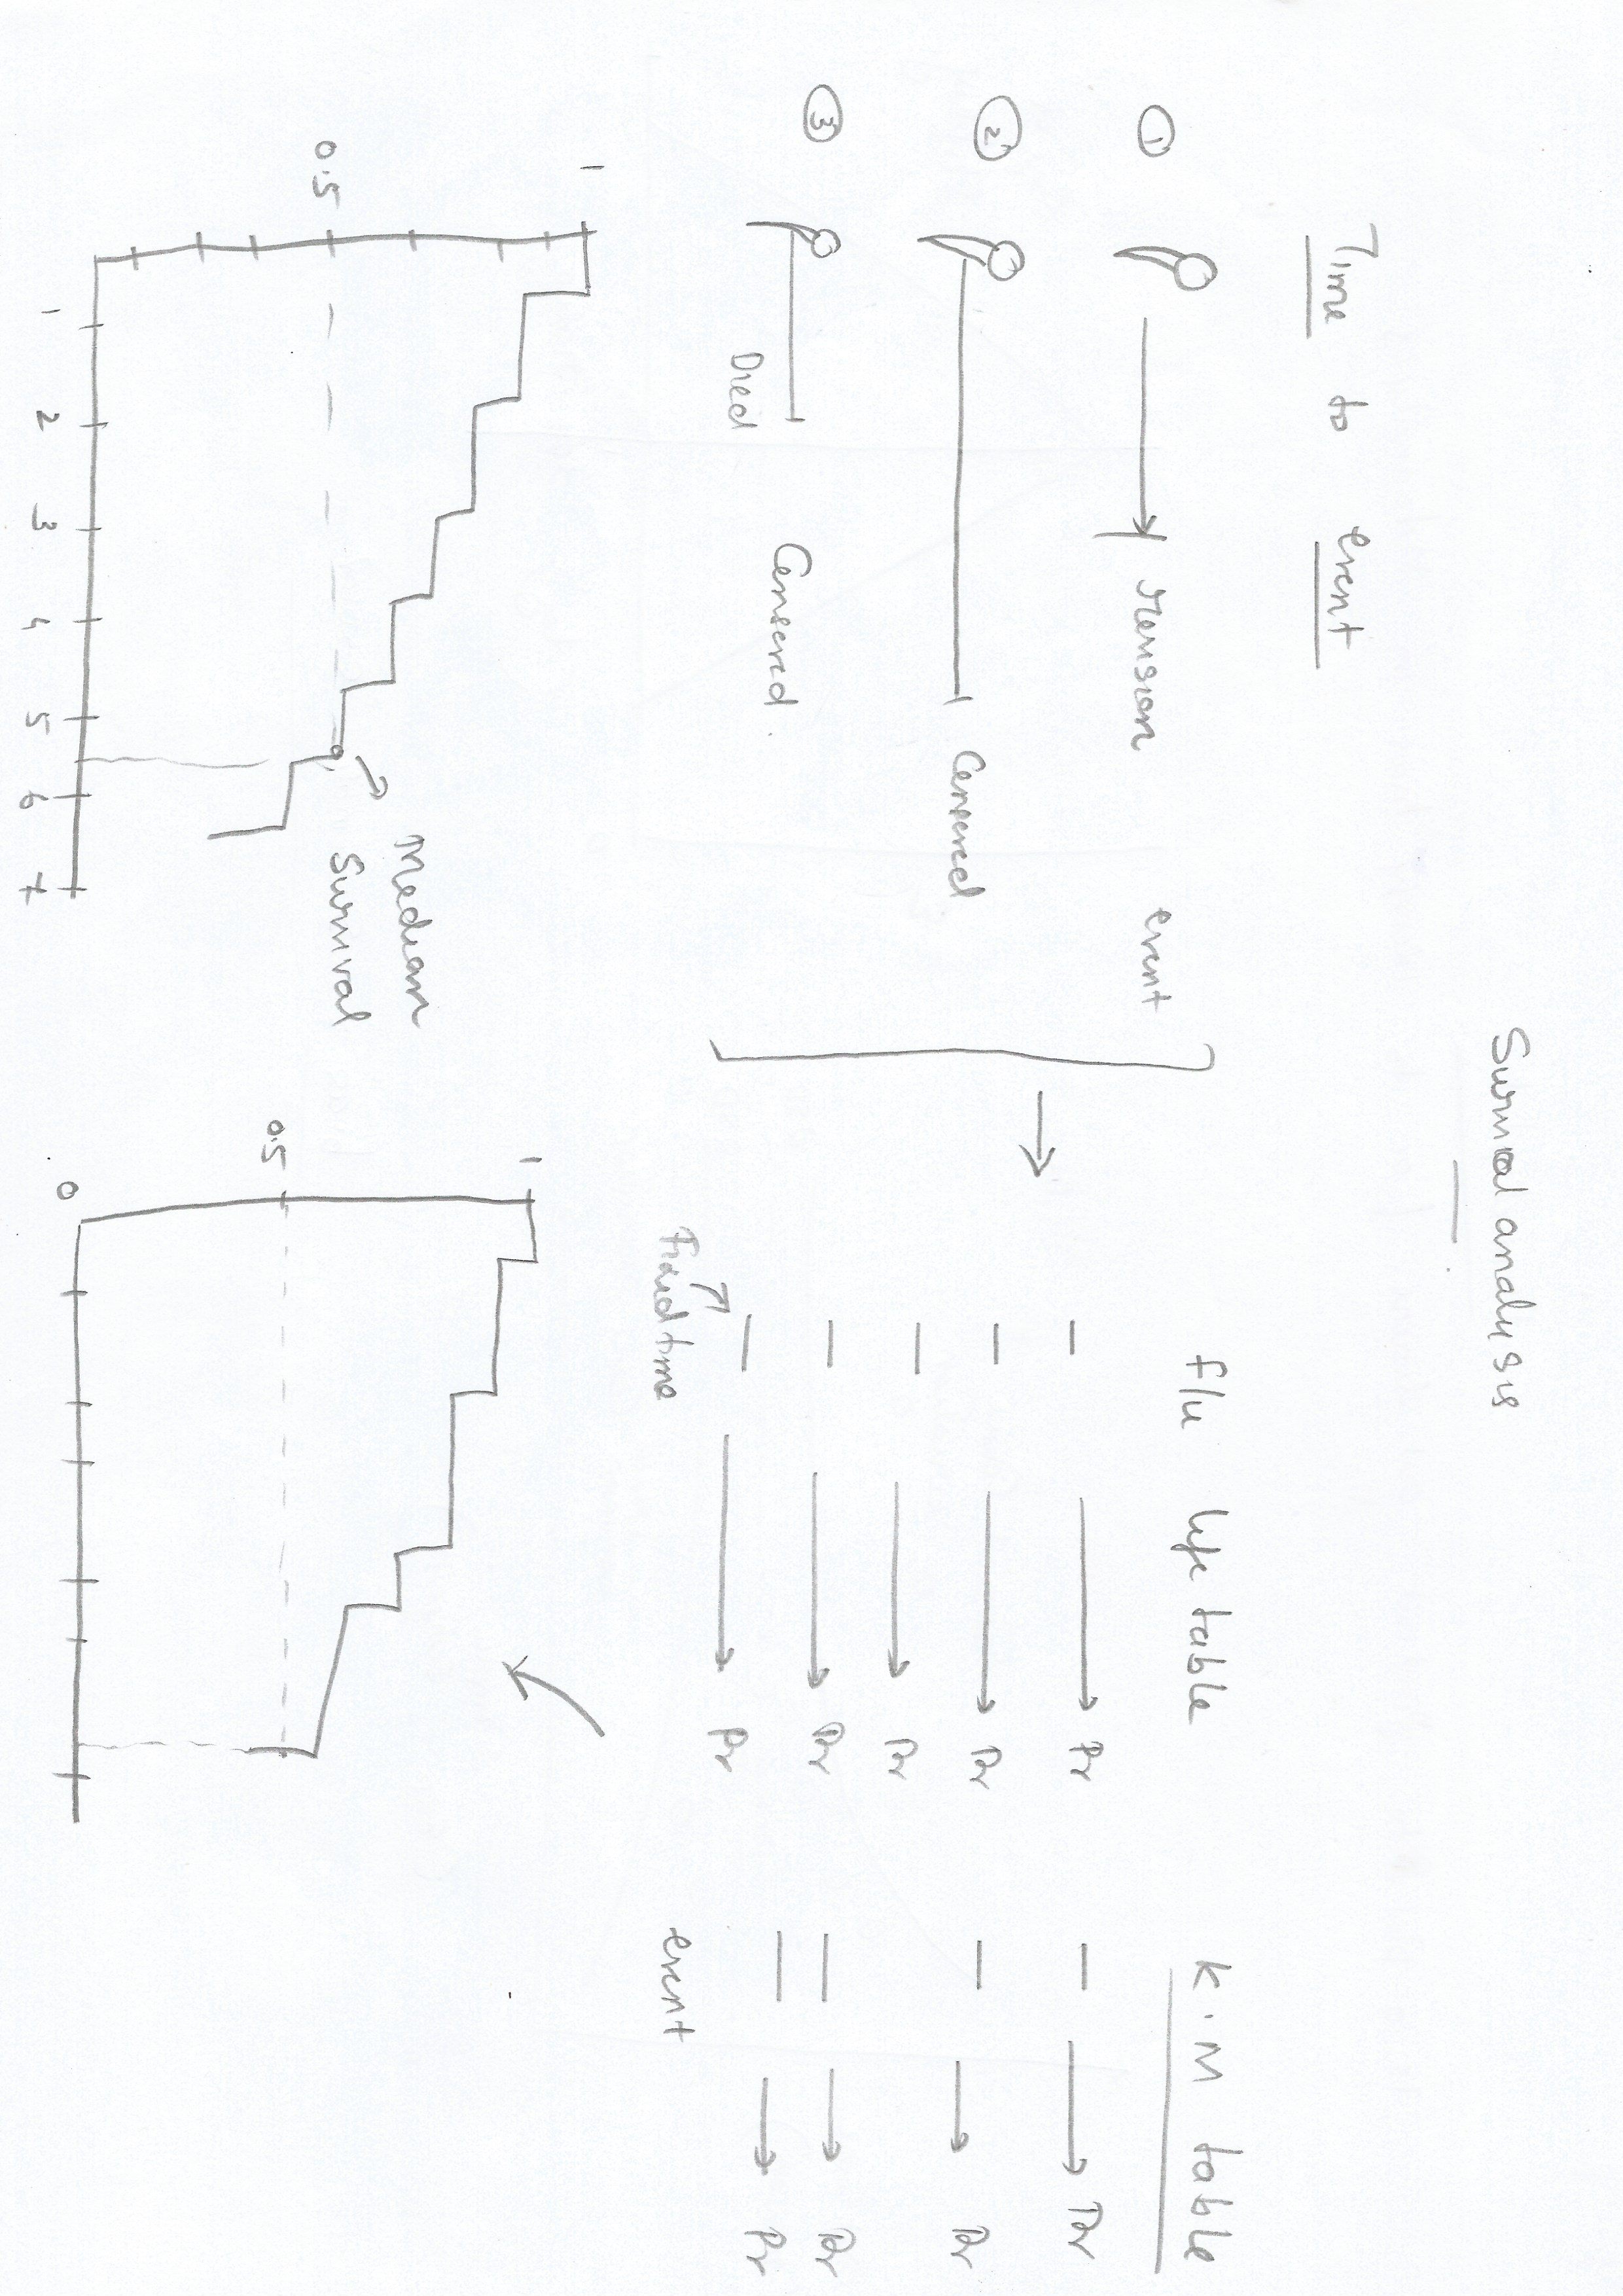 Survival analysis
Time to event
① revision event
② Censored
③ Died Censored.
f/u life table
Pr
Pr
Pr
Pr
Pr
Fixed time
K.M table
Pr
Pr
Pr
Pr
event
1
0.5
Median
Survival
1 2 3 4 5 6 7
1
0.5
0